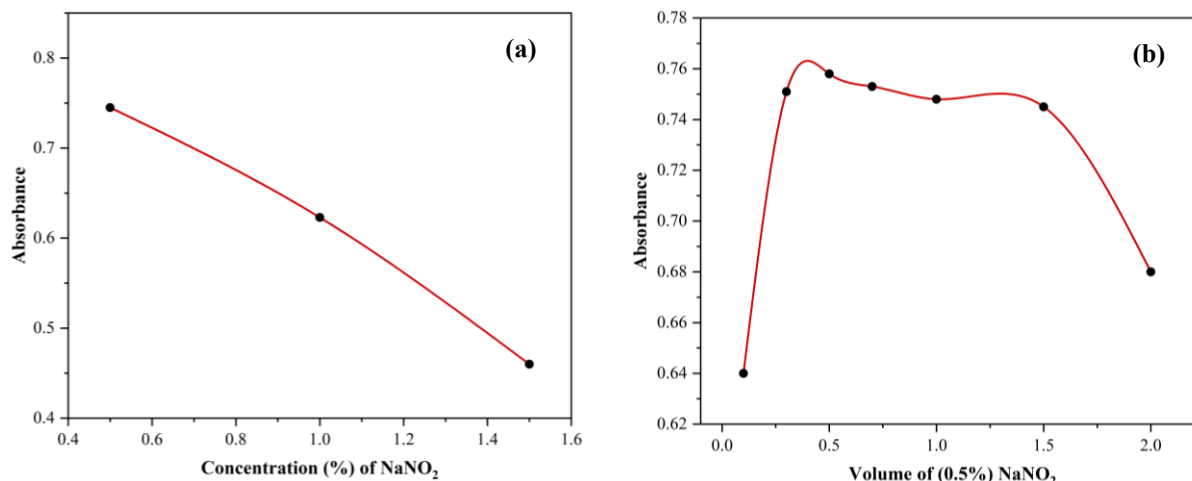 (a)
0.8
0.7
0.6
0.5
0.4
Absorbance
0.4 0.6 0.8 1.0 1.2 1.4 1.6
Concentration (%) of NaNO₂
(b)
0.78
0.76
0.74
0.72
0.70
0.68
0.66
0.64
0.62
Absorbance
0.0 0.5 1.0 1.5 2.0
Volume of (0.5%) NaNO₂